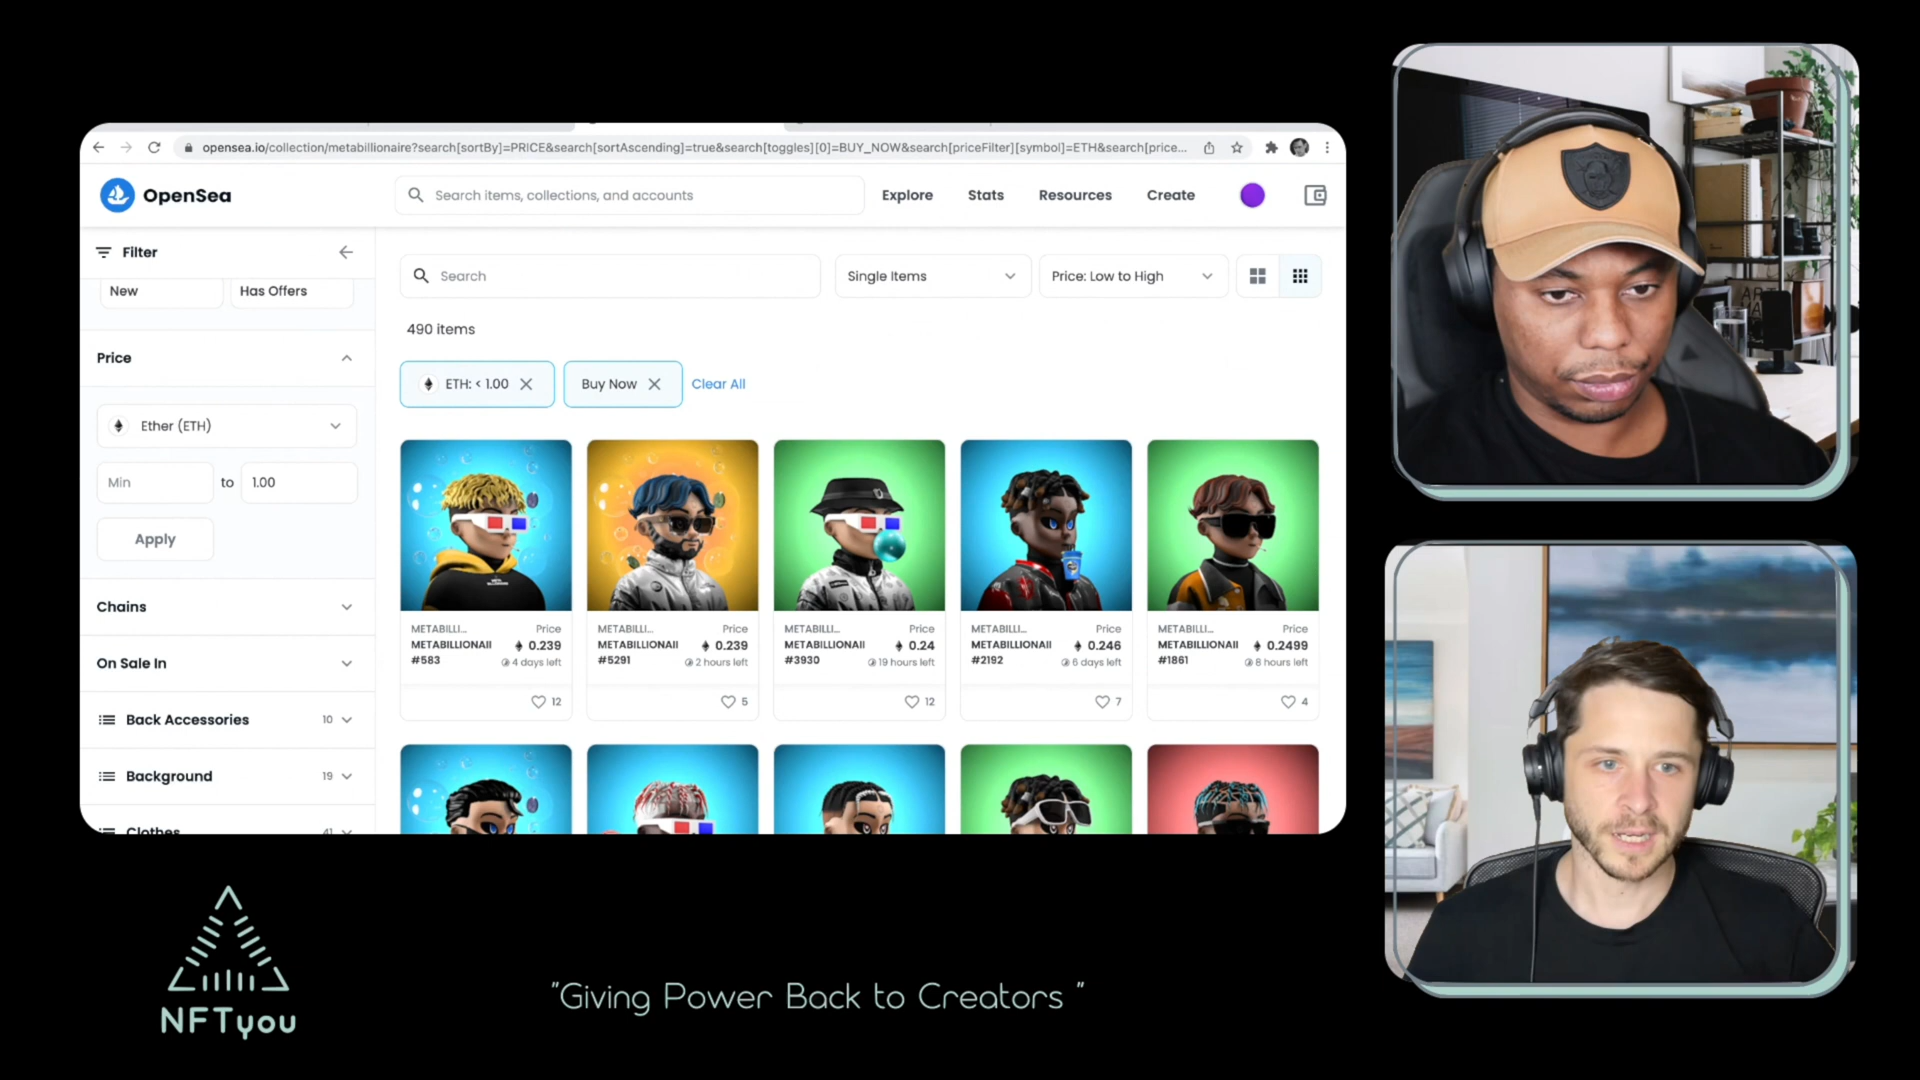 opensea.io/collection/metabillionaire?search[sortBy]=PRICE&search[sortAscending]=true&search[toggles][0]=BUY_NOW&search[priceFilter][symbol]=ETH&search[price...
OpenSea
Search items, collections, and accounts
Explore
Stats
Resources
Create
Filter
New
Has Offers
Price
Ether (ETH)
Min
to
1.00
Apply
Chains
On Sale In
Back Accessories
10
Background
19
Clothes
41
Search
Single Items
Price: Low to High
490 items
ETH: < 1.00
Buy Now
Clear All
METABILLI... Price
METABILLIONAII 0.239
#583 4 days left
12
METABILLI... Price
METABILLIONAII 0.239
#5291 2 hours left
5
METABILLI... Price
METABILLIONAII 0.24
#3930 19 hours left
12
METABILLI... Price
METABILLIONAII 0.246
#2192 6 days left
7
METABILLI... Price
METABILLIONAII 0.2499
#1861 8 hours left
4
NFTyou
"Giving Power Back to Creators "